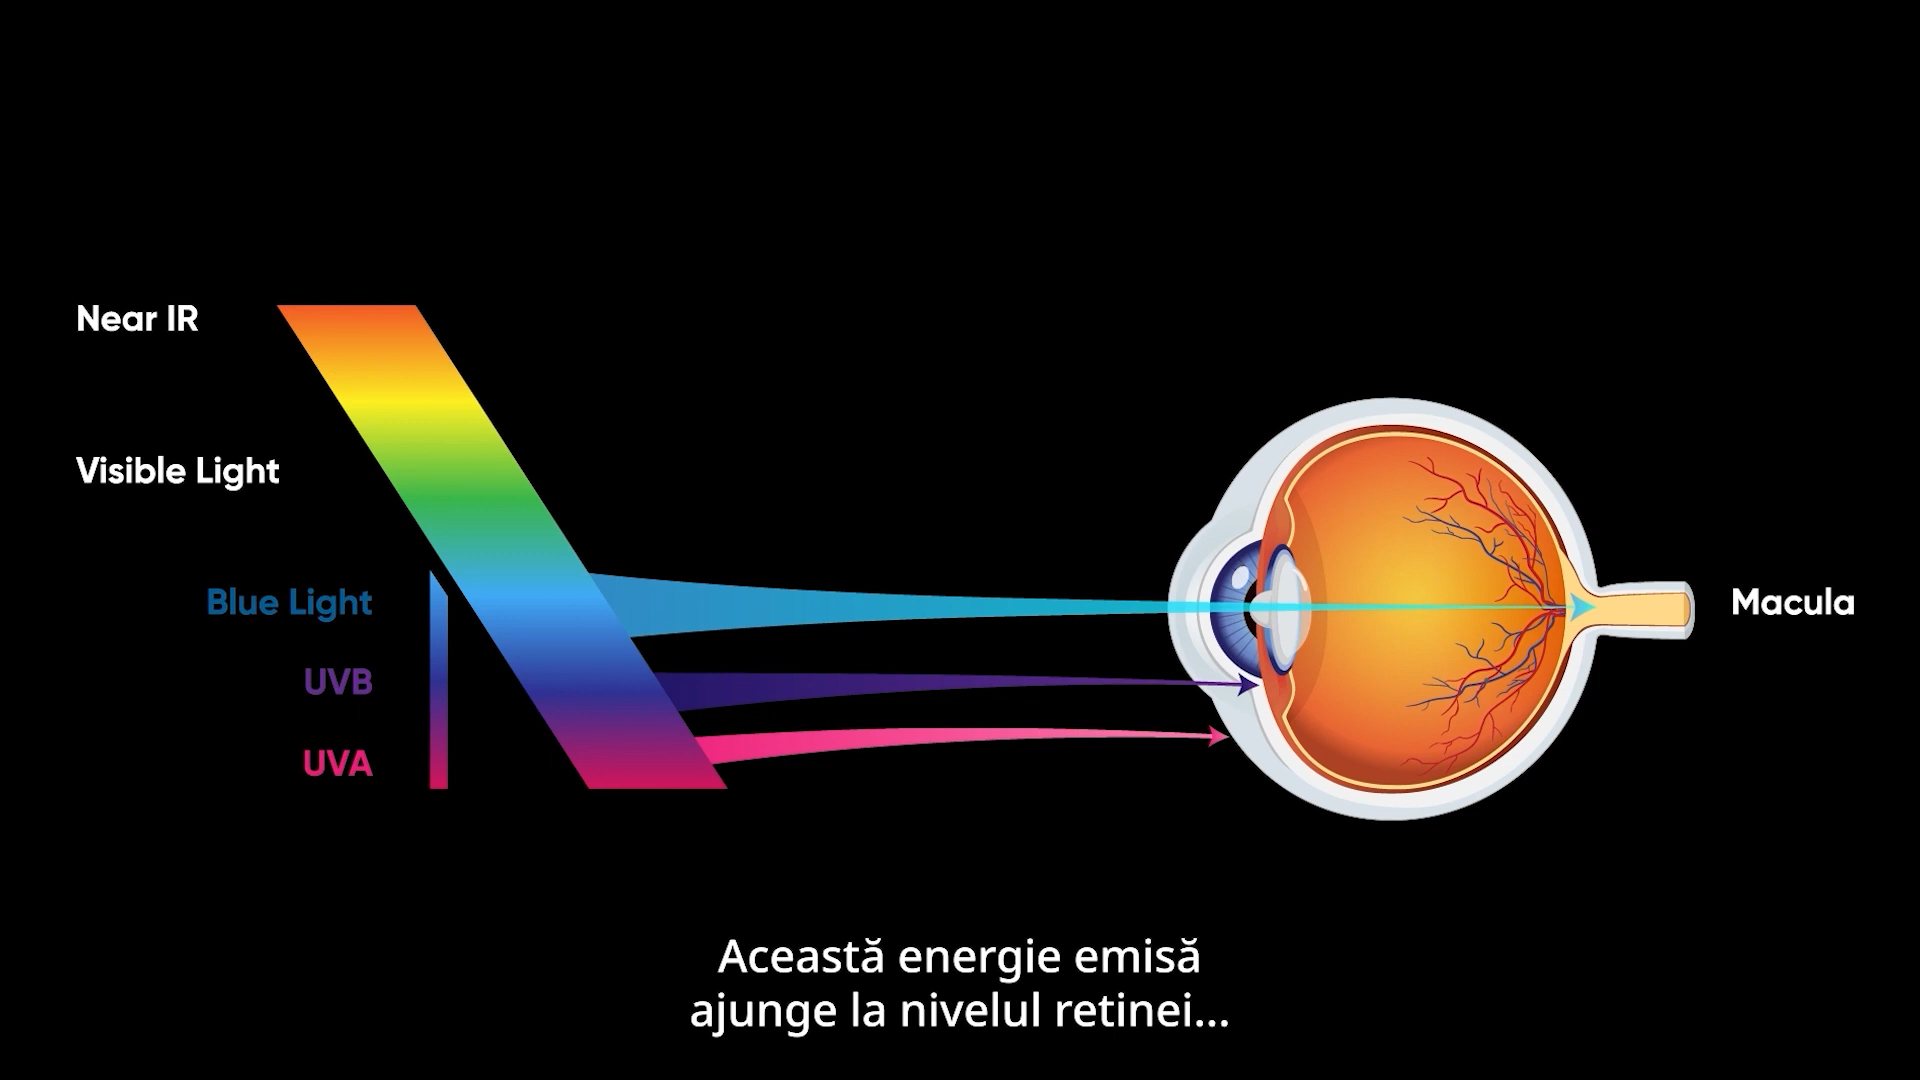 Near IR
Visible Light
Blue Light
UVB
UVA
Macula
Această energie emisă
ajunge la nivelul retinei...